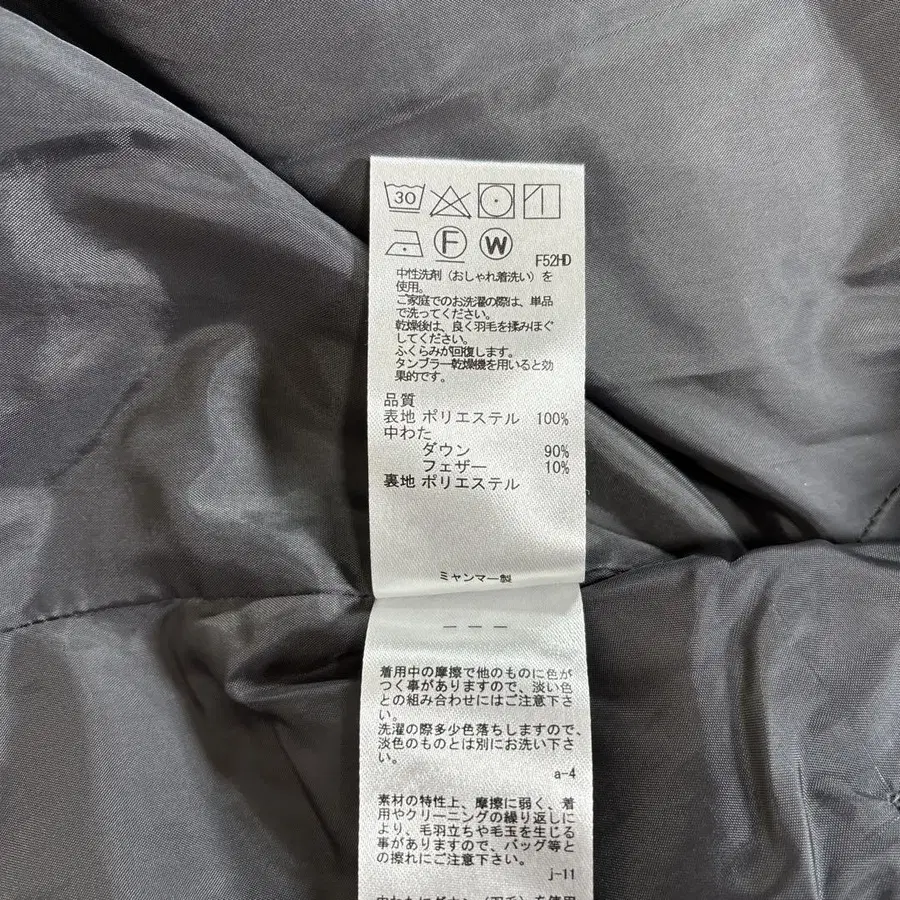 30
F W
F52HD
中性洗剤（おしゃれ着洗い）を
使用。
ご家庭でのお洗濯の際は、単品
で洗ってください。
乾燥後は、良く羽毛を揉みほぐ
してください。
ふくらみが回復します。
タンブラー乾燥機を用いると効
果的です。
品質
表地 ポリエステル 100%
中わた
ダウン 90%
フェザー 10%
裏地 ポリエステル
ミャンマー製
－－－
着用中の摩擦で他のものに色が
つく事がありますので、淡い色
との組み合わせにはご注意下さ
い。
洗濯の際多少色落ちしますので、
淡色のものとは別にお洗い下さ
い。
a-4
素材の特性上、摩擦に弱く、着
用やクリーニングの繰り返しに
より、毛羽立ちや毛玉を生じる
事がありますので、バッグ等と
の擦れにご注意下さい。
j-11